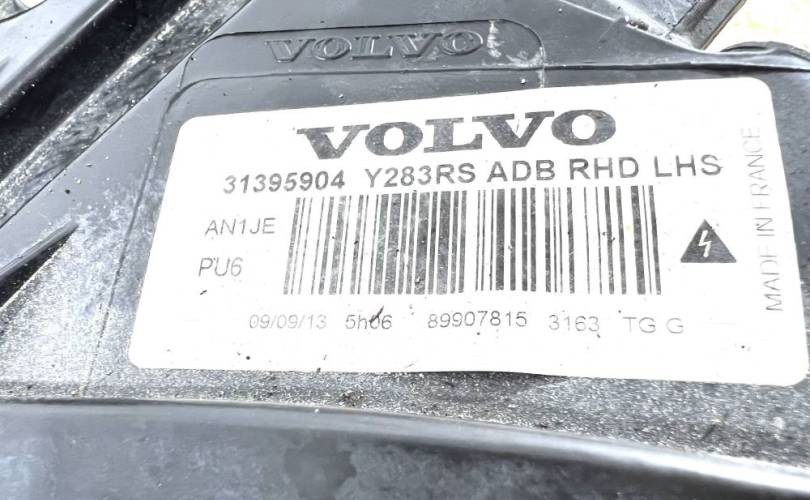 VOLVO
VOLVO
31395904 Y283RS ADB RHD LHS
AN1JE
PU6
09/09/13 5h06 89907815 3163 TG G
MADE IN FRANCE